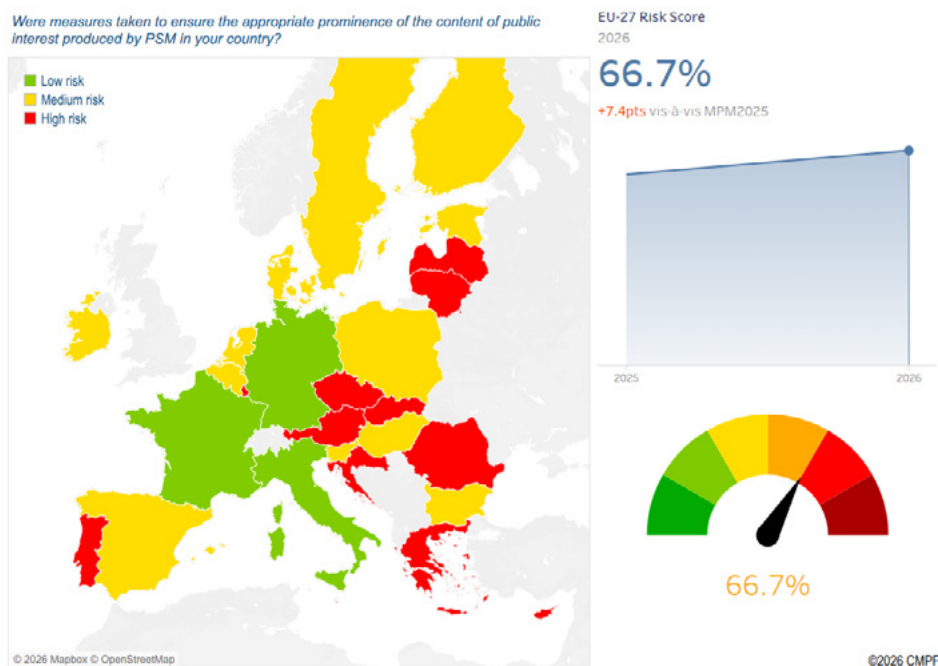 Were measures taken to ensure the appropriate prominence of the content of public
interest produced by PSM in your country?
Low risk
Medium risk
High risk
© 2026 Mapbox © OpenStreetMap
EU-27 Risk Score
2026
66.7%
+7.4pts vis-à-vis MPM2025
2025
2026
66.7%
©2026 CMPF